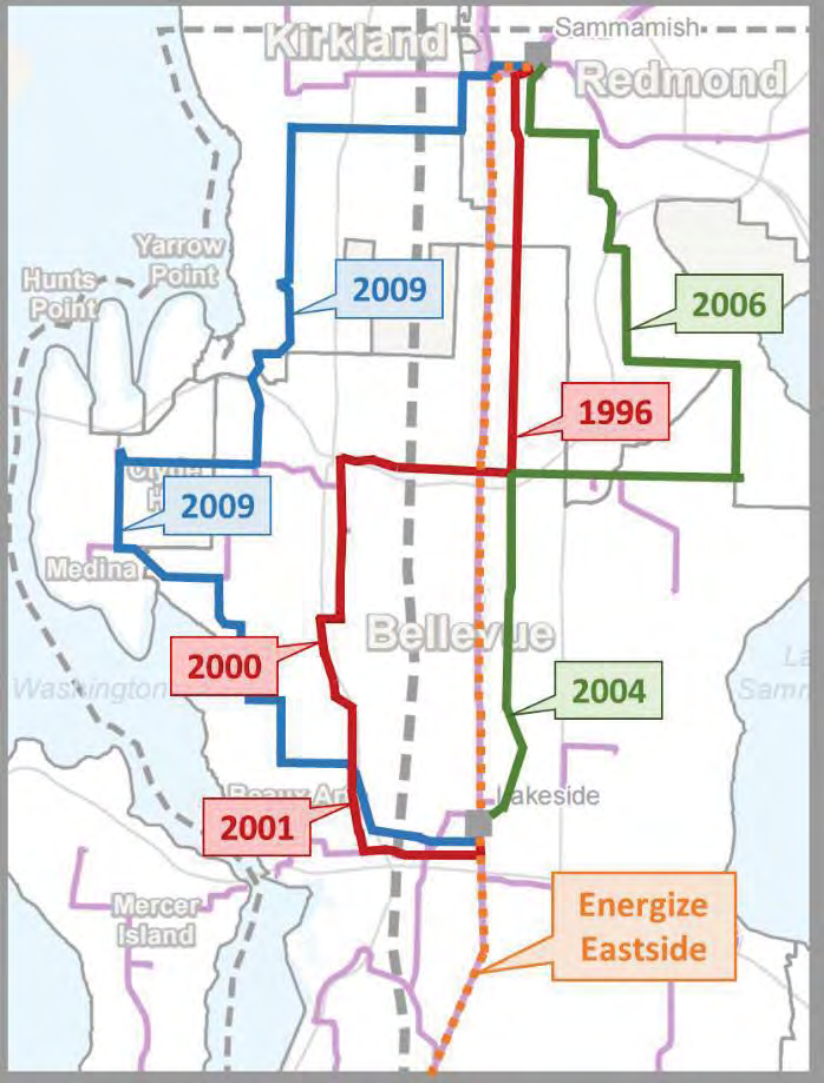 Kirkland
Sammamish
Redmond
Yarrow
Point
Hunts
Point
2009
2006
1996
2009
Medina
Bellevue
2000
2004
Washington
Lakeside
2001
Energize
Eastside
Mercer
Island